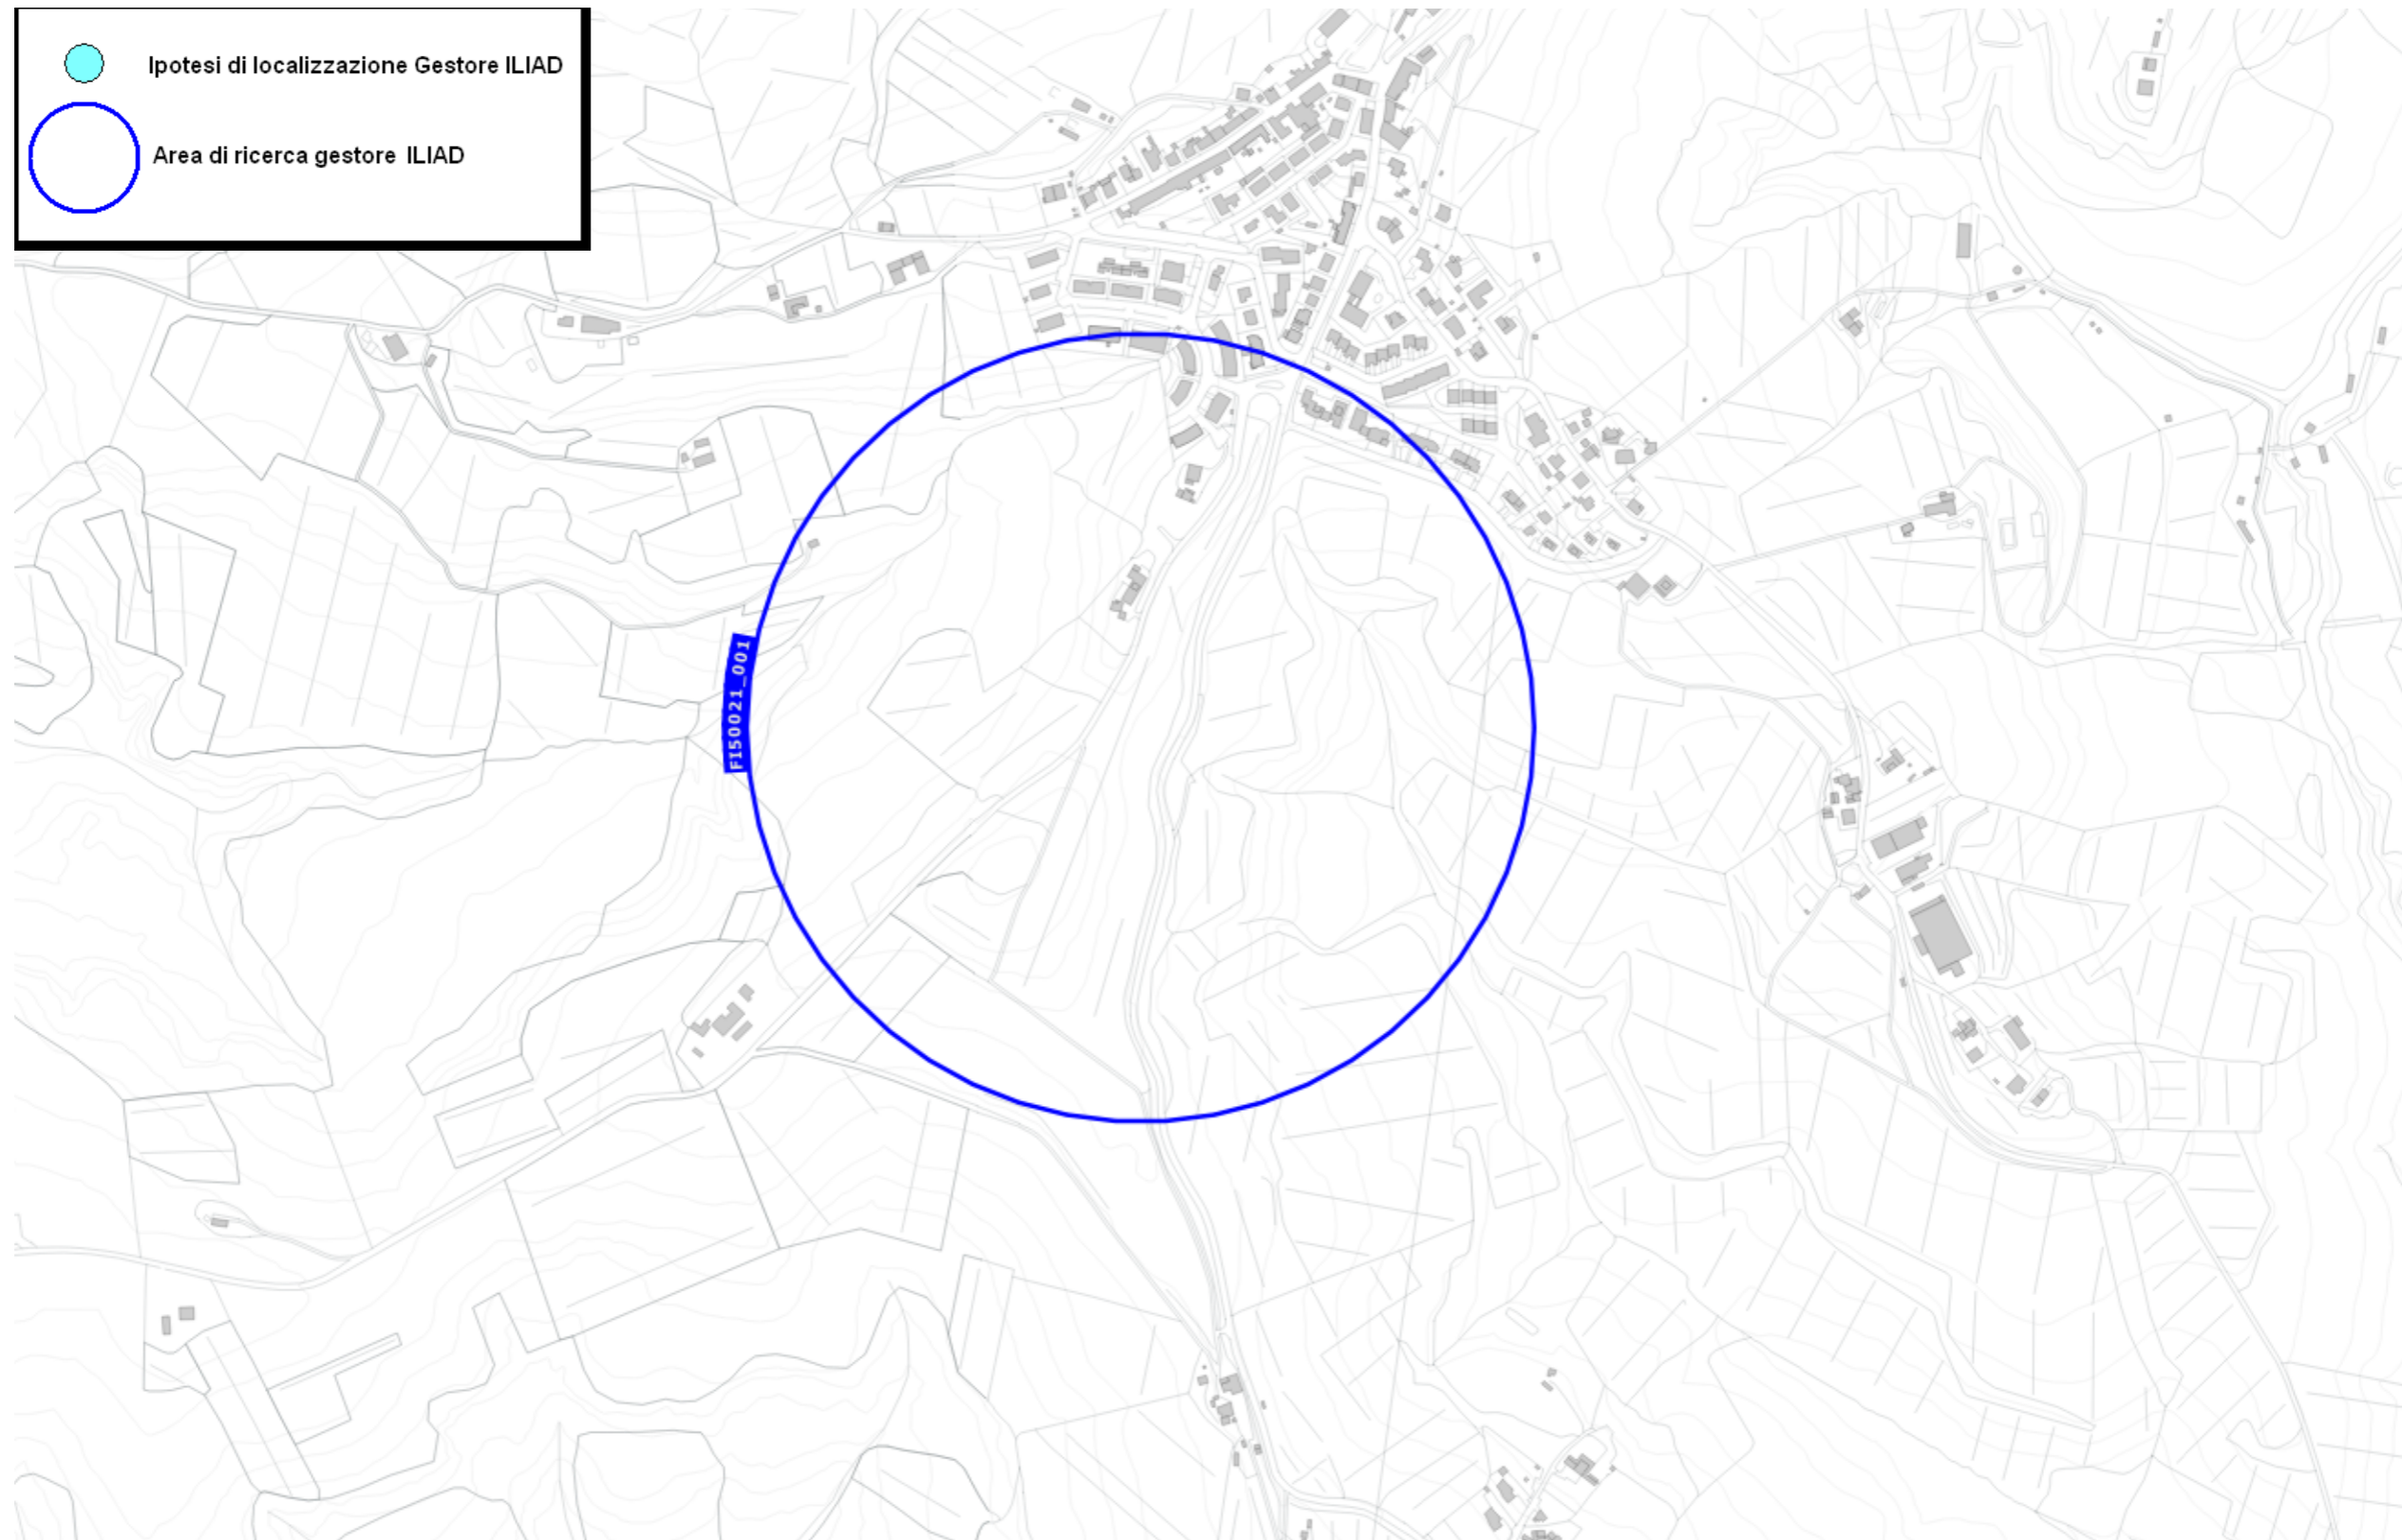 Ipotesi di localizzazione Gestore ILIAD
Area di ricerca gestore ILIAD
FI50021_001